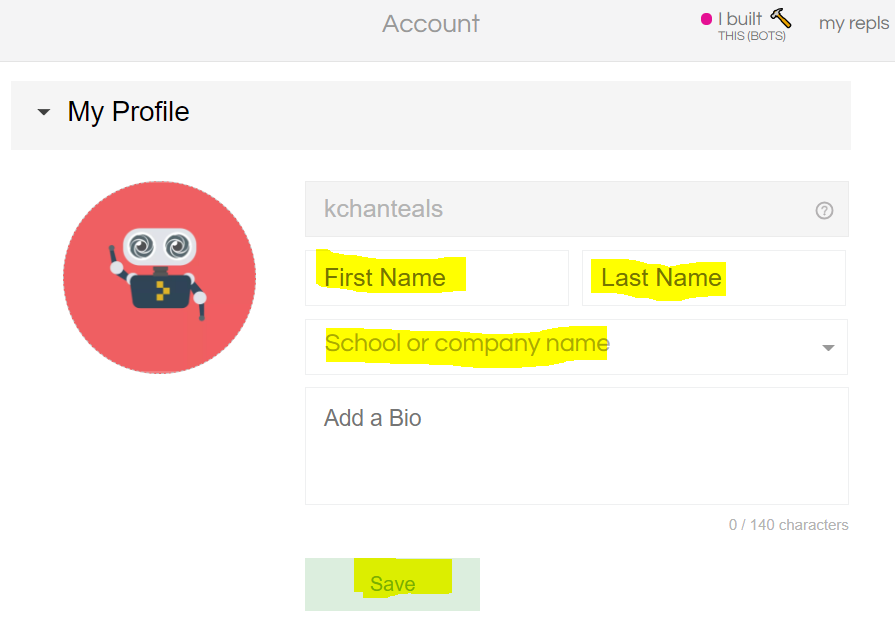 Account
I built
THIS (BOTS)
my repls
My Profile
kchanteals
First Name
Last Name
School or company name
Add a Bio
0 / 140 characters
Save